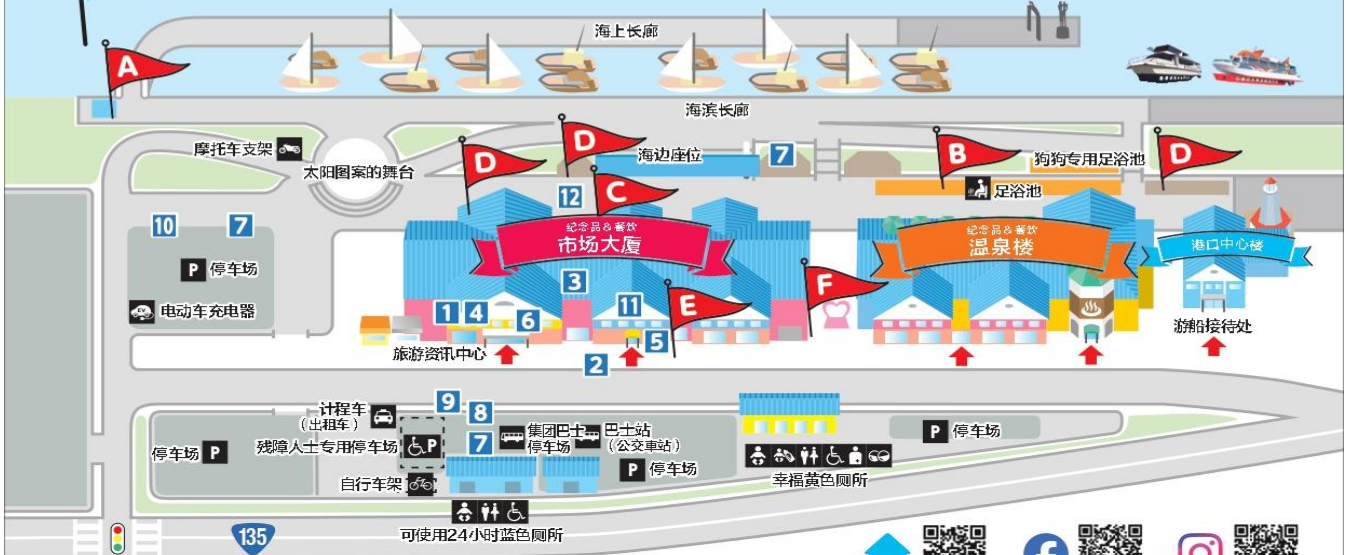 海上长廊
A
海滨长廊
摩托车支架
太阳图案的舞台
D
D
海边座位
7
B
狗狗专用足浴池
D
足浴池
12
C
10
7
P 停车场
纪念品&餐饮
市场大厦
纪念品&餐饮
温泉楼
港口中心楼
EV
电动车充电器
3
1
4
6
11
5
E
F
旅游资讯中心
2
游船接待处
计程车
(出租车)
9
8
7
残障人士专用停车场
P
集团巴士
停车场
巴士站
(公交車站)
P 停车场
停车场 P
P 停车场
自行车架
幸福黄色厕所
可使用24小时蓝色厕所
135
f